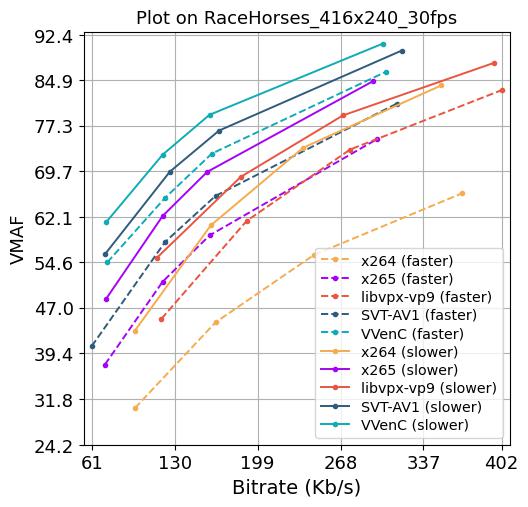 Plot on RaceHorses_416x240_30fps
92.4
84.9
77.3
69.7
62.1
54.6
47.0
39.4
31.8
24.2
VMAF
x264 (faster)
x265 (faster)
libvpx-vp9 (faster)
SVT-AV1 (faster)
VVenC (faster)
x264 (slower)
x265 (slower)
libvpx-vp9 (slower)
SVT-AV1 (slower)
VVenC (slower)
61 130 199 268 337 402
Bitrate (Kb/s)